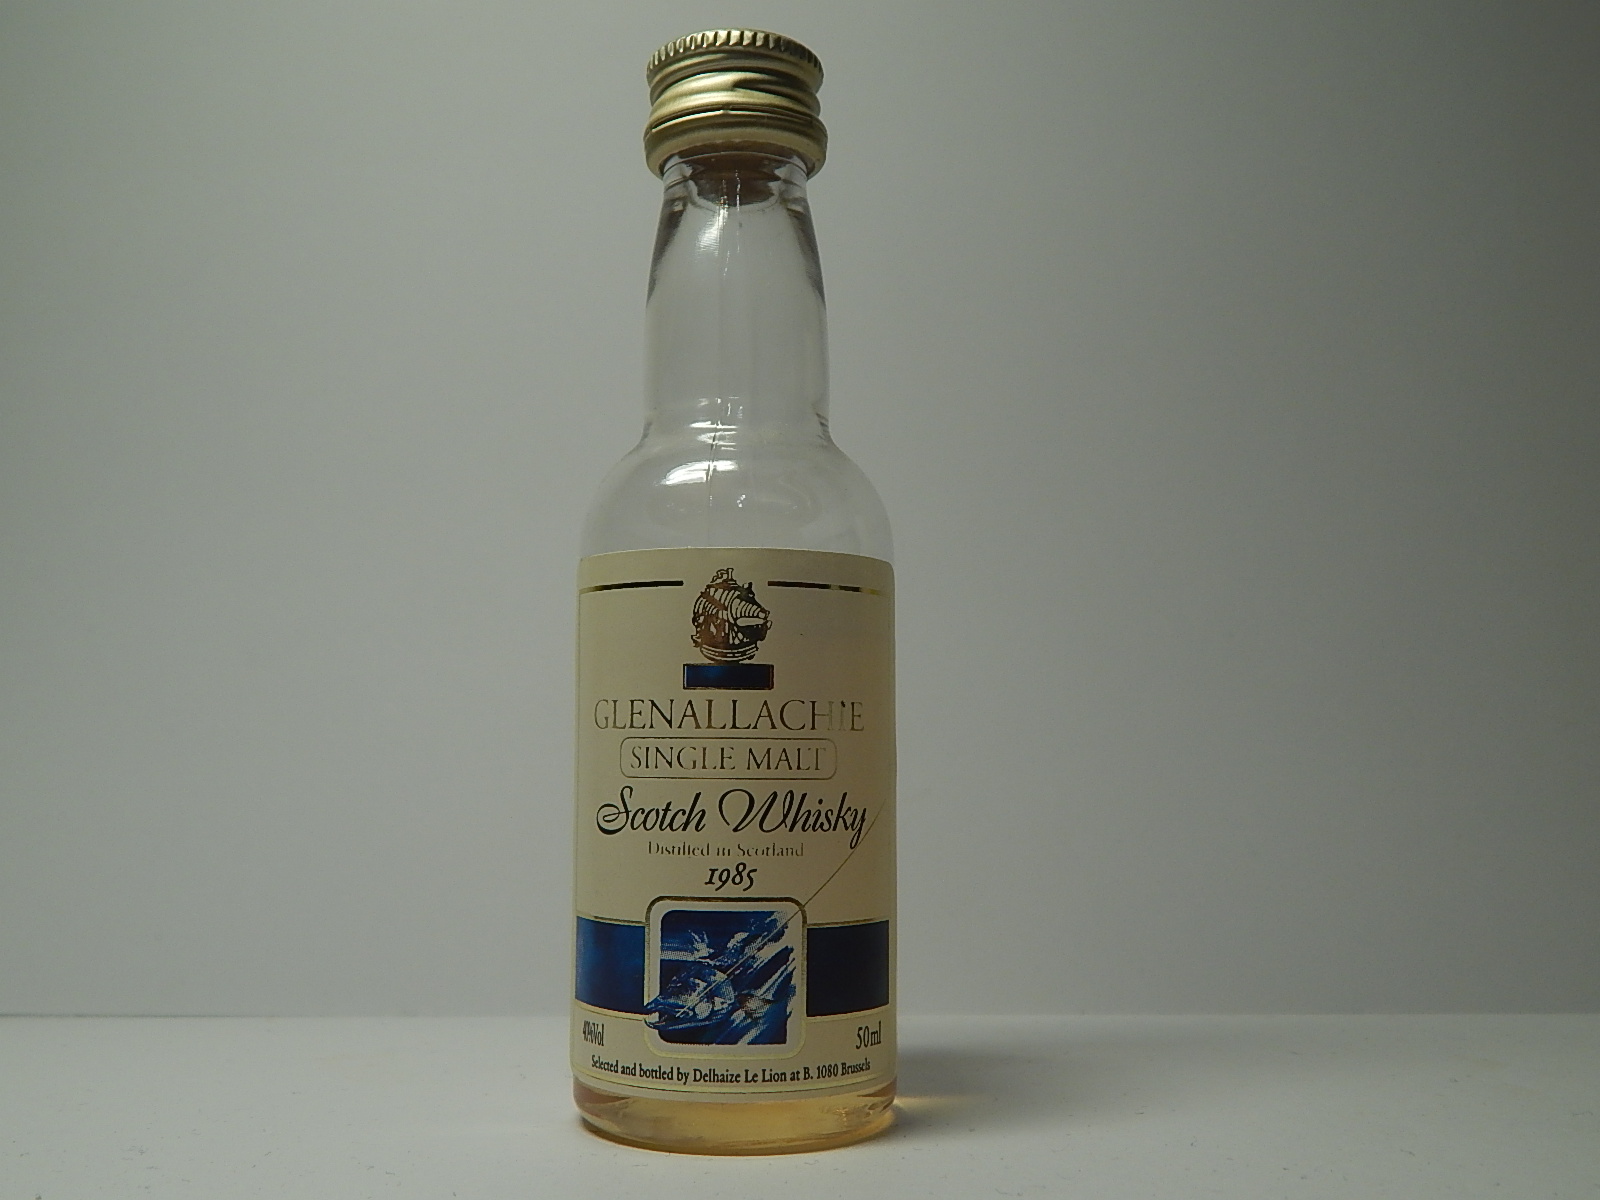 GLENALLACHIE
SINGLE MALT
Scotch Whisky
Distilled in Scotland
1985
40%Vol
50ml
Selected and bottled by Delhaize Le Lion at B. 1080 Brussels